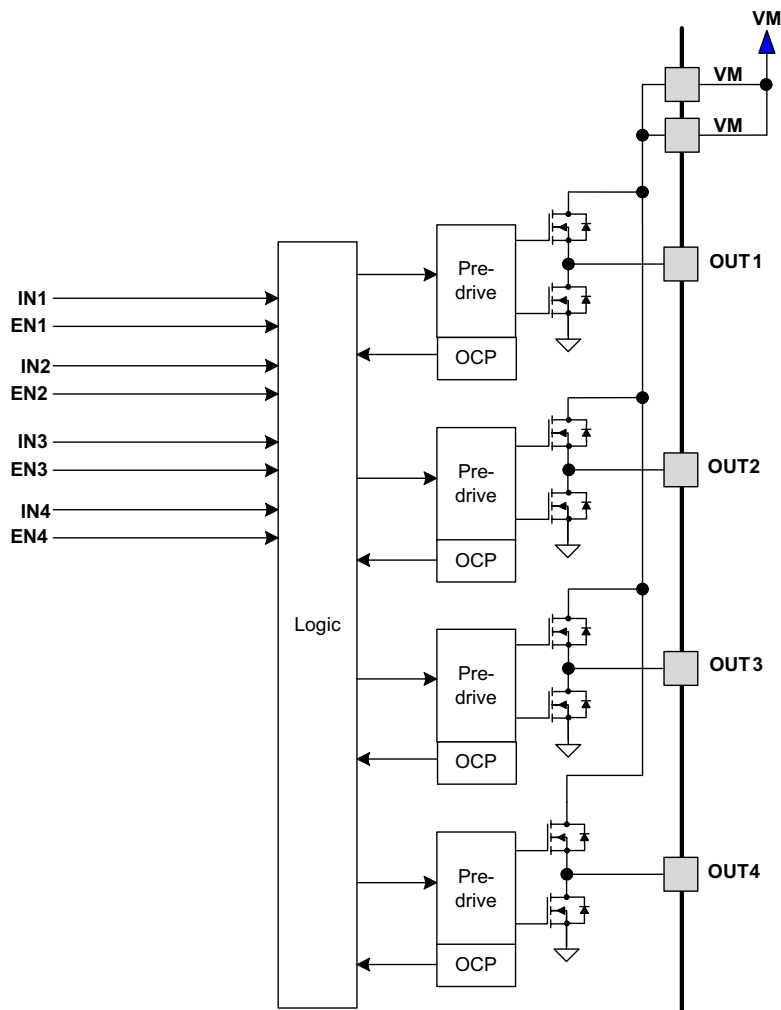 VM
VM
VM
OUT1
Pre-
drive
OCP
IN1
EN1
IN2
EN2
IN3
EN3
IN4
EN4
Pre-
drive
OCP
OUT2
Logic
Pre-
drive
OCP
OUT3
Pre-
drive
OCP
OUT4